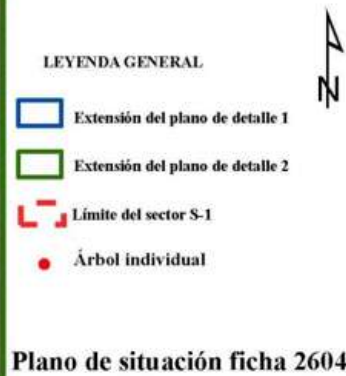 N
LEYENDA GENERAL
Extensión del plano de detalle 1
Extensión del plano de detalle 2
Límite del sector S-1
Árbol individual
Plano de situación ficha 2604